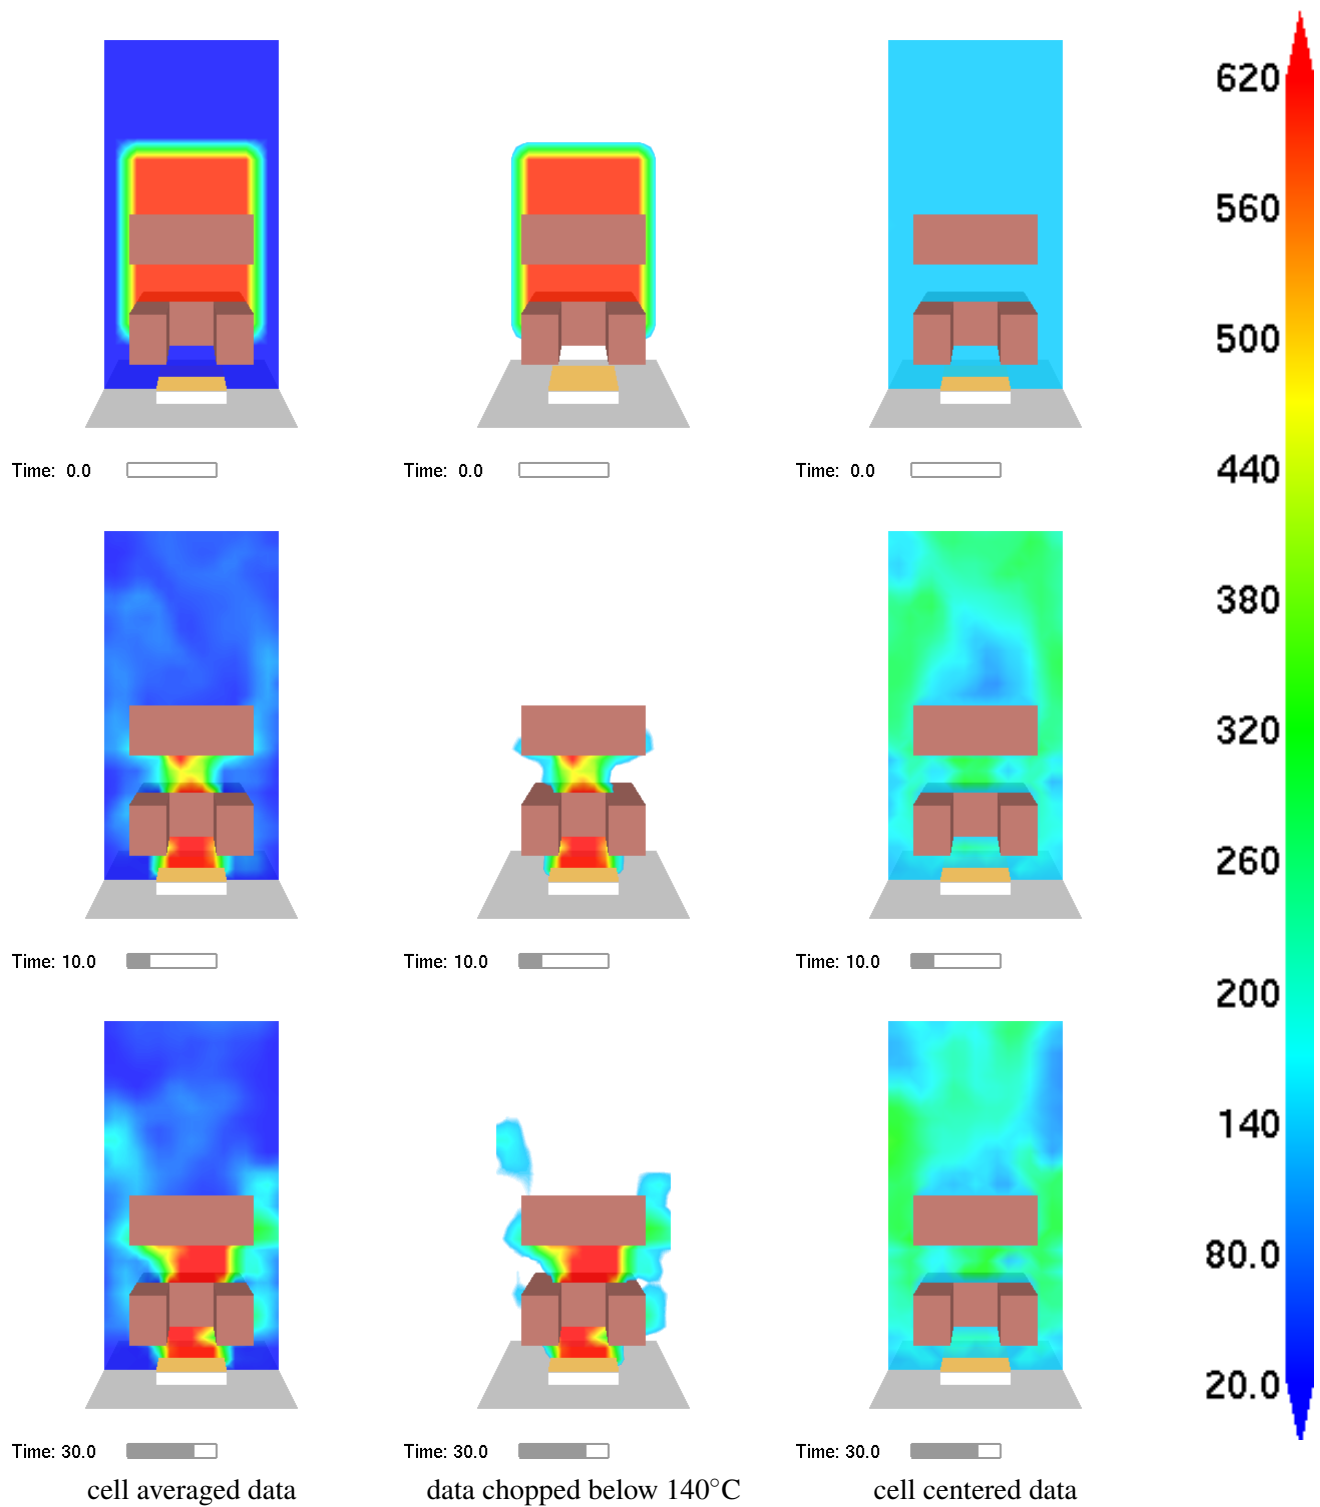 620
560
500
440
380
320
260
200
140
80.0
20.0
Time: 0.0
Time: 0.0
Time: 0.0
Time: 10.0
Time: 10.0
Time: 10.0
Time: 30.0
Time: 30.0
Time: 30.0
cell averaged data
data chopped below 140°C
cell centered data